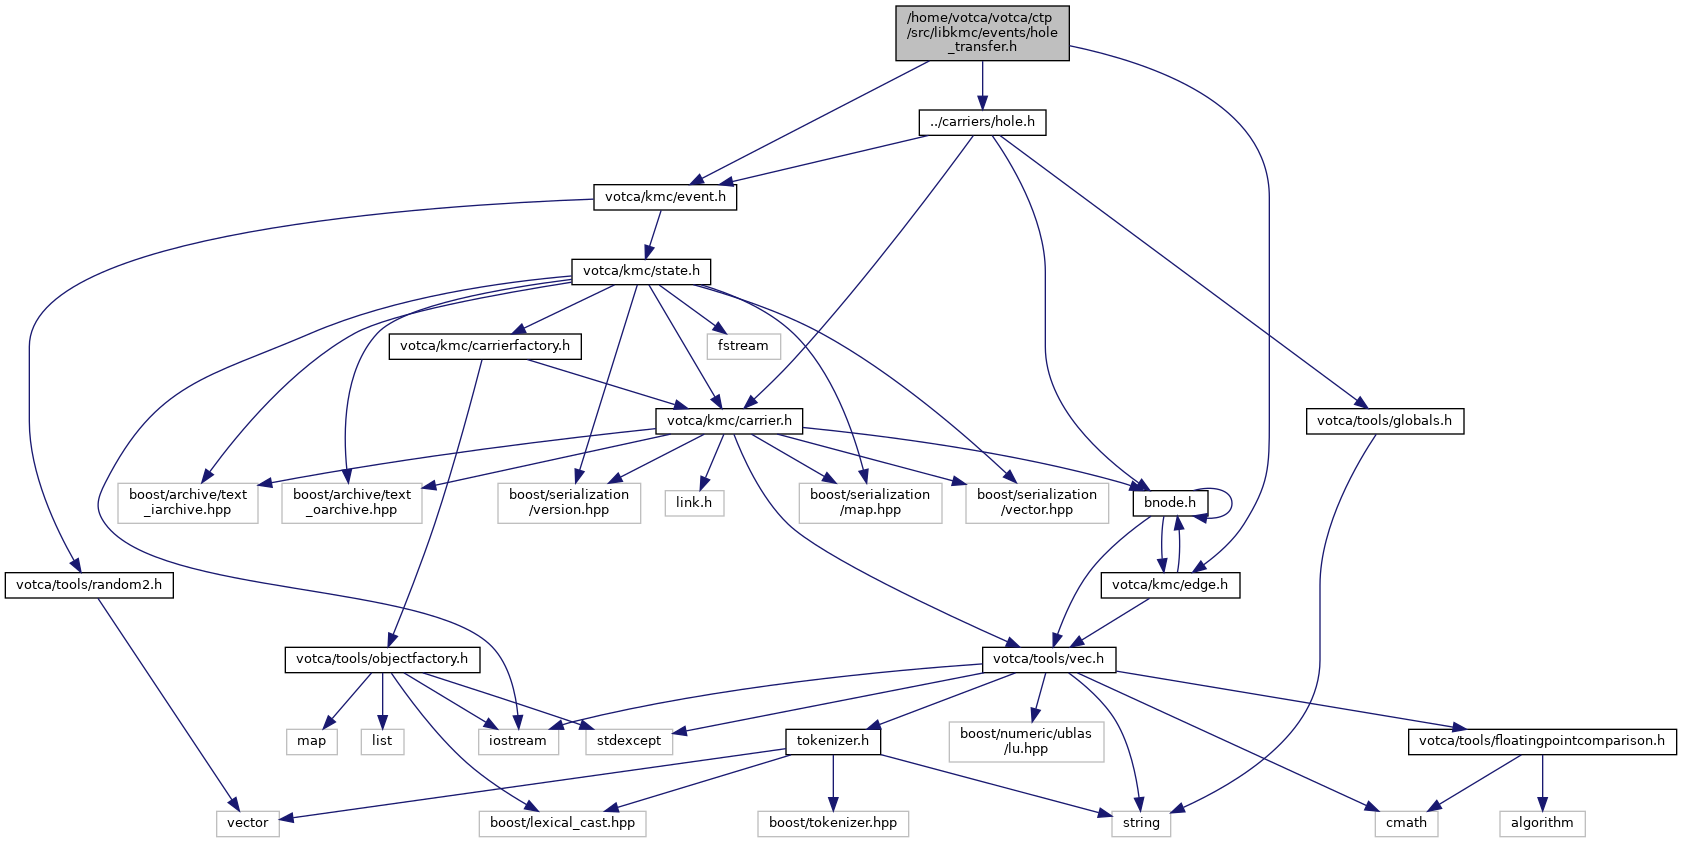 /home/votca/votca/ctp
/src/libkmc/events/hole
_transfer.h
../carriers/hole.h
votca/kmc/event.h
votca/kmc/state.h
votca/kmc/carrierfactory.h
fstream
votca/kmc/carrier.h
votca/tools/globals.h
boost/archive/text
_iarchive.hpp
boost/archive/text
_oarchive.hpp
boost/serialization
/version.hpp
link.h
boost/serialization
/map.hpp
boost/serialization
/vector.hpp
bnode.h
votca/tools/random2.h
votca/kmc/edge.h
votca/tools/objectfactory.h
votca/tools/vec.h
map
list
iostream
stdexcept
tokenizer.h
boost/numeric/ublas
/lu.hpp
votca/tools/floatingpointcomparison.h
vector
boost/lexical_cast.hpp
boost/tokenizer.hpp
string
cmath
algorithm